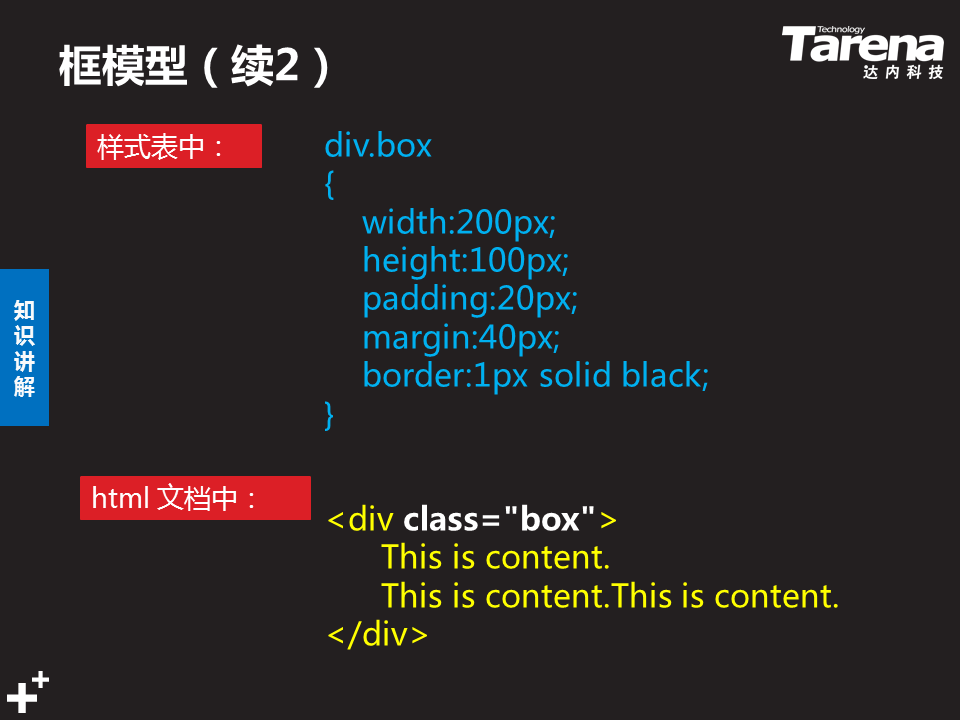 框模型（续2）
Technology
Tarena
达内科技
样式表中：
div.box
{
width:200px;
height:100px;
padding:20px;
margin:40px;
border:1px solid black;
}
知识讲解
html 文档中：
<div class="box">
This is content.
This is content.This is content.
</div>